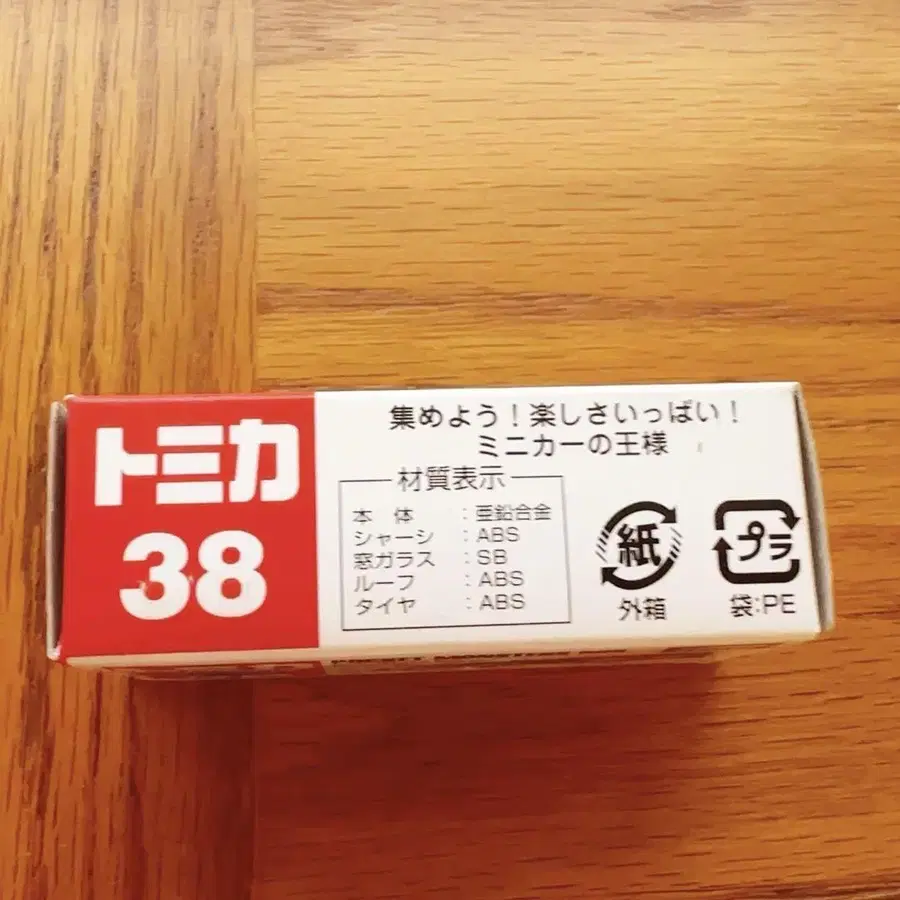 トミカ
38
集めよう！楽しさいっぱい！
ミニカーの王様
材質表示
本体：亜鉛合金
シャーシ：ABS
窓ガラス：SB
ルーフ：ABS
タイヤ：ABS
紙
外箱
プラ
袋:PE